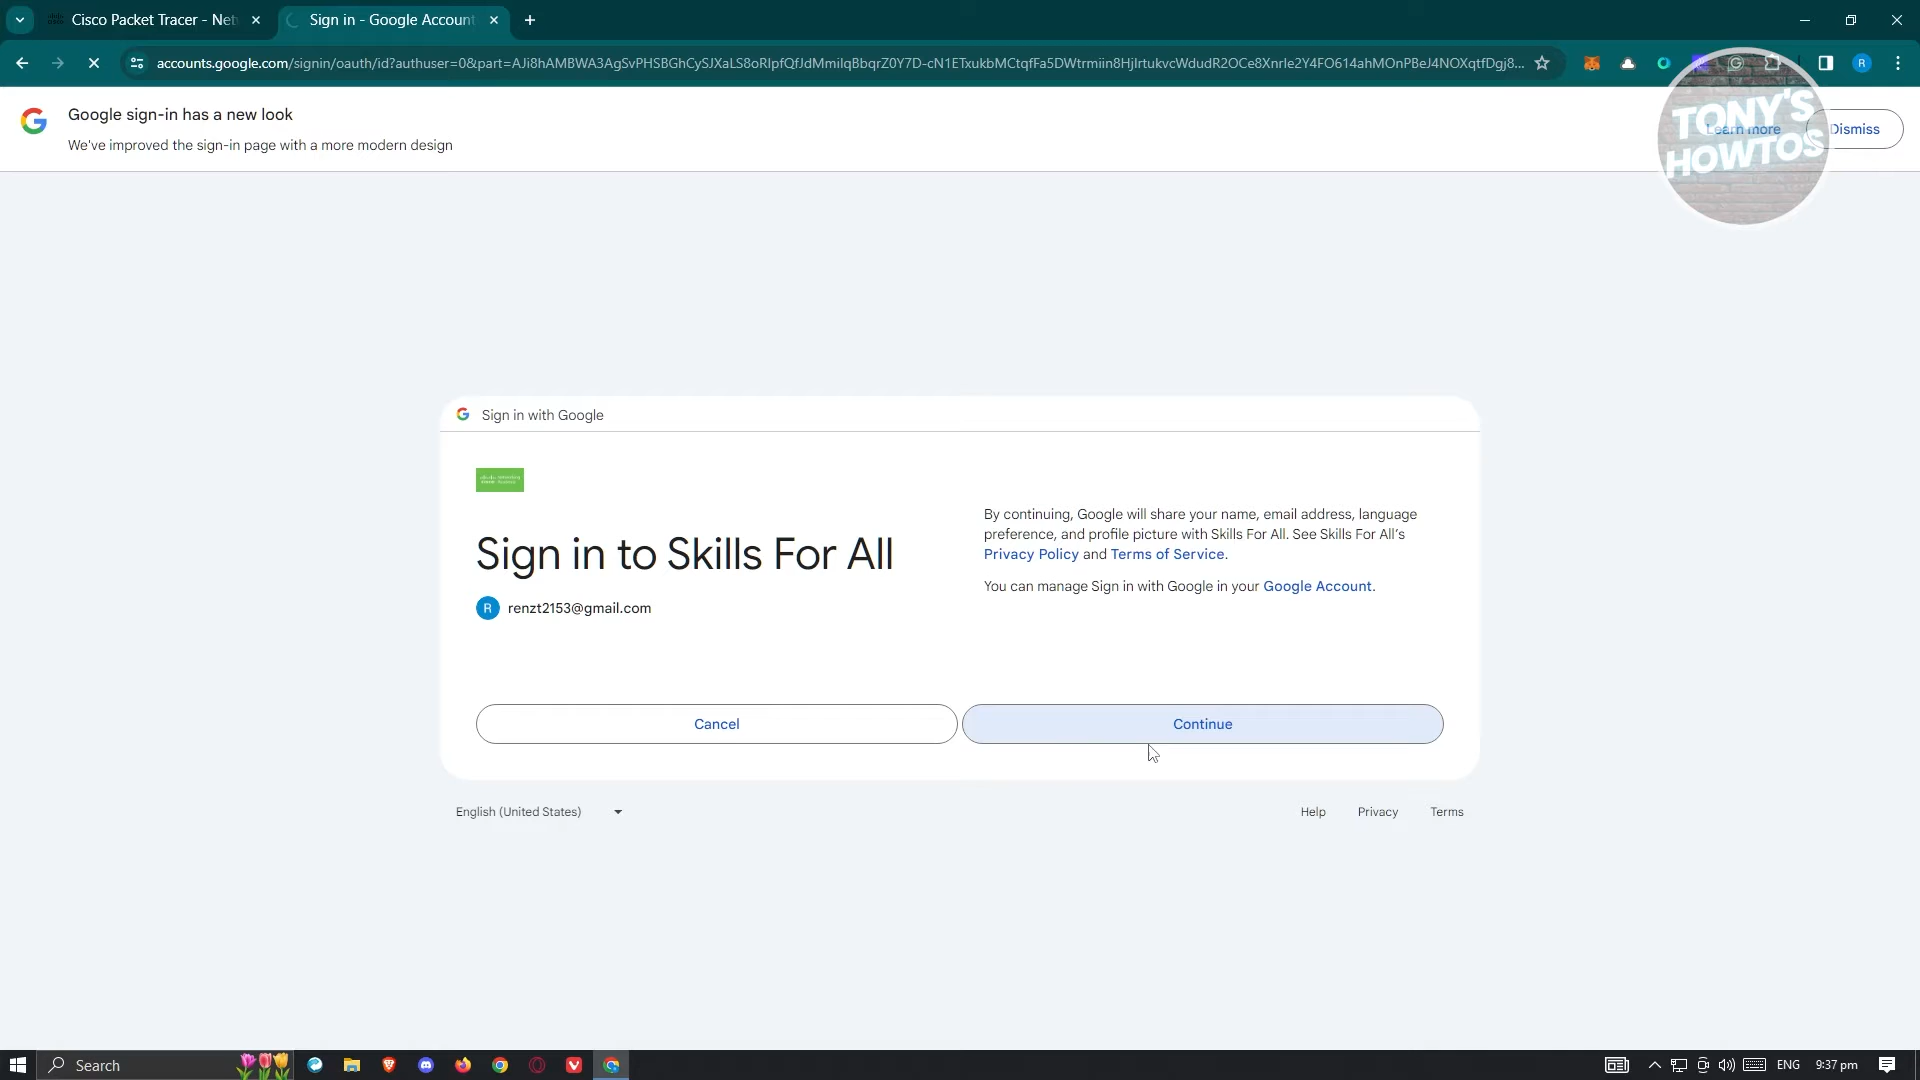 Cisco Packet Tracer - Net
Sign in - Google Account
accounts.google.com/signin/oauth/id?authuser=0&part=AJi8hAMBWA3AgSvPHSBGhCySJXaLS8oRIpfQfJdMmilqBbqrZ0Y7D-cN1ETxukbMCtqfFa5DWtrmiin8HjIrtukvcWdudR2OCe8Xnrle2Y4FO614ahMOnPBeJ4NOXqtfDgj8...
R
Google sign-in has a new look
We've improved the sign-in page with a more modern design
Learn more
Dismiss
TONY'S
HOWTOS
Sign in with Google
Sign in to Skills For All
R renzt2153@gmail.com
By continuing, Google will share your name, email address, language
preference, and profile picture with Skills For All. See Skills For All's
Privacy Policy and Terms of Service.
You can manage Sign in with Google in your Google Account.
Cancel
Continue
English (United States)
Help Privacy Terms
Search
ENG 9:37 pm